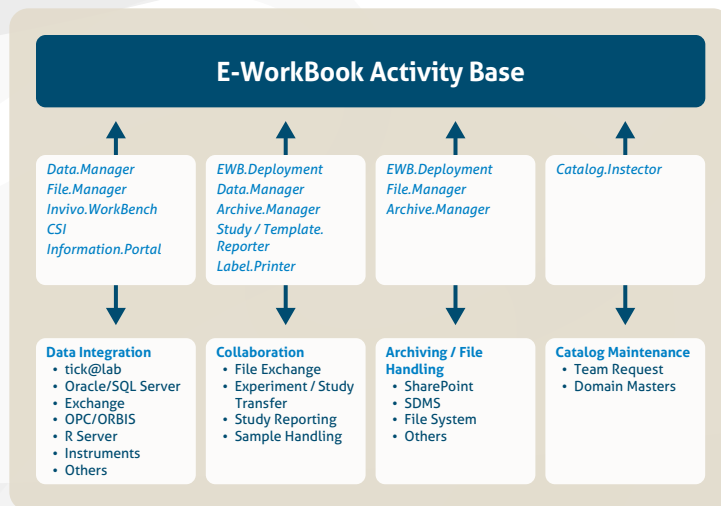 E-WorkBook Activity Base
Data.Manager
File.Manager
Invivo.WorkBench
CSI
Information.Portal
EWB.Deployment
Data.Manager
Archive.Manager
Study / Template.
Reporter
Label.Printer
EWB.Deployment
File.Manager
Archive.Manager
Catalog.Instector
Data Integration
• tick@lab
• Oracle/SQL Server
• Exchange
• OPC/ORBIS
• R Server
• Instruments
• Others
Collaboration
• File Exchange
• Experiment / Study
Transfer
• Study Reporting
• Sample Handling
Archiving / File
Handling
• SharePoint
• SDMS
• File System
• Others
Catalog Maintenance
• Team Request
• Domain Masters